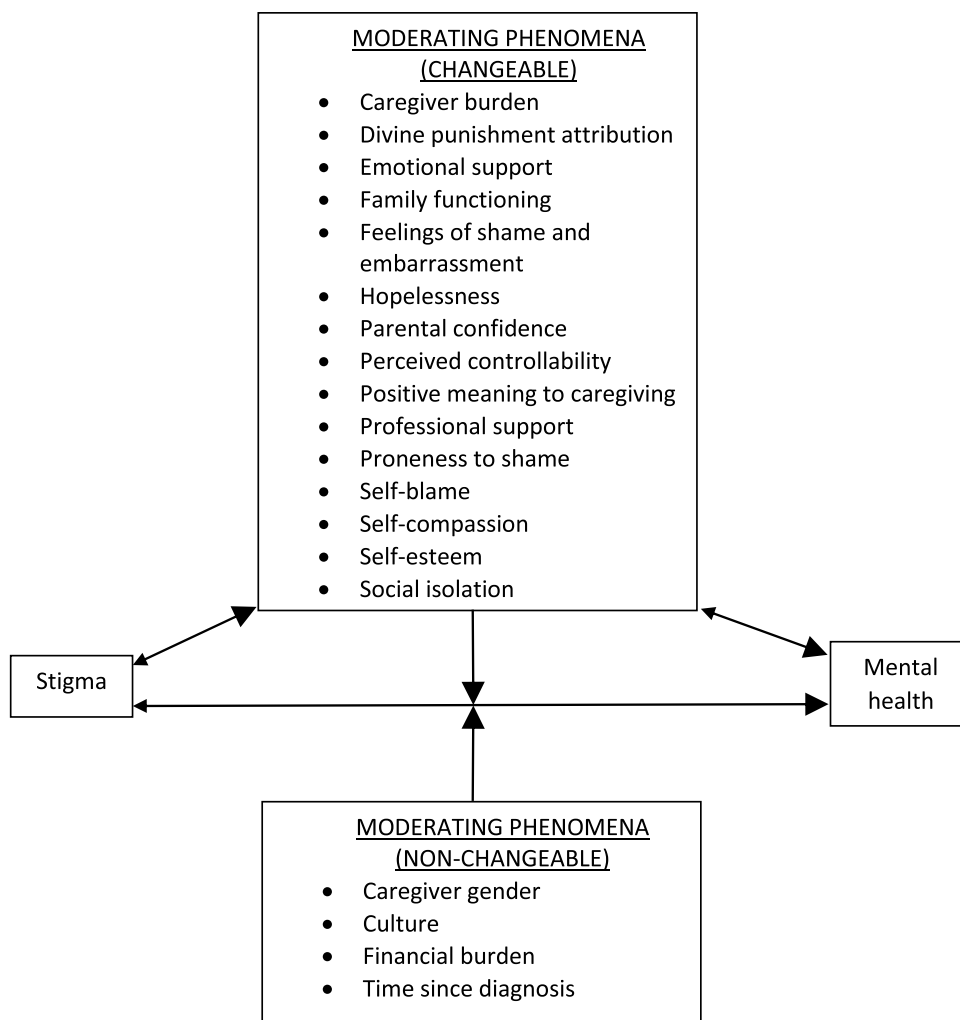 MODERATING PHENOMENA
(CHANGEABLE)
• Caregiver burden
• Divine punishment attribution
• Emotional support
• Family functioning
• Feelings of shame and
embarrassment
• Hopelessness
• Parental confidence
• Perceived controllability
• Positive meaning to caregiving
• Professional support
• Proneness to shame
• Self-blame
• Self-compassion
• Self-esteem
• Social isolation
Stigma
Mental
health
MODERATING PHENOMENA
(NON-CHANGEABLE)
• Caregiver gender
• Culture
• Financial burden
• Time since diagnosis